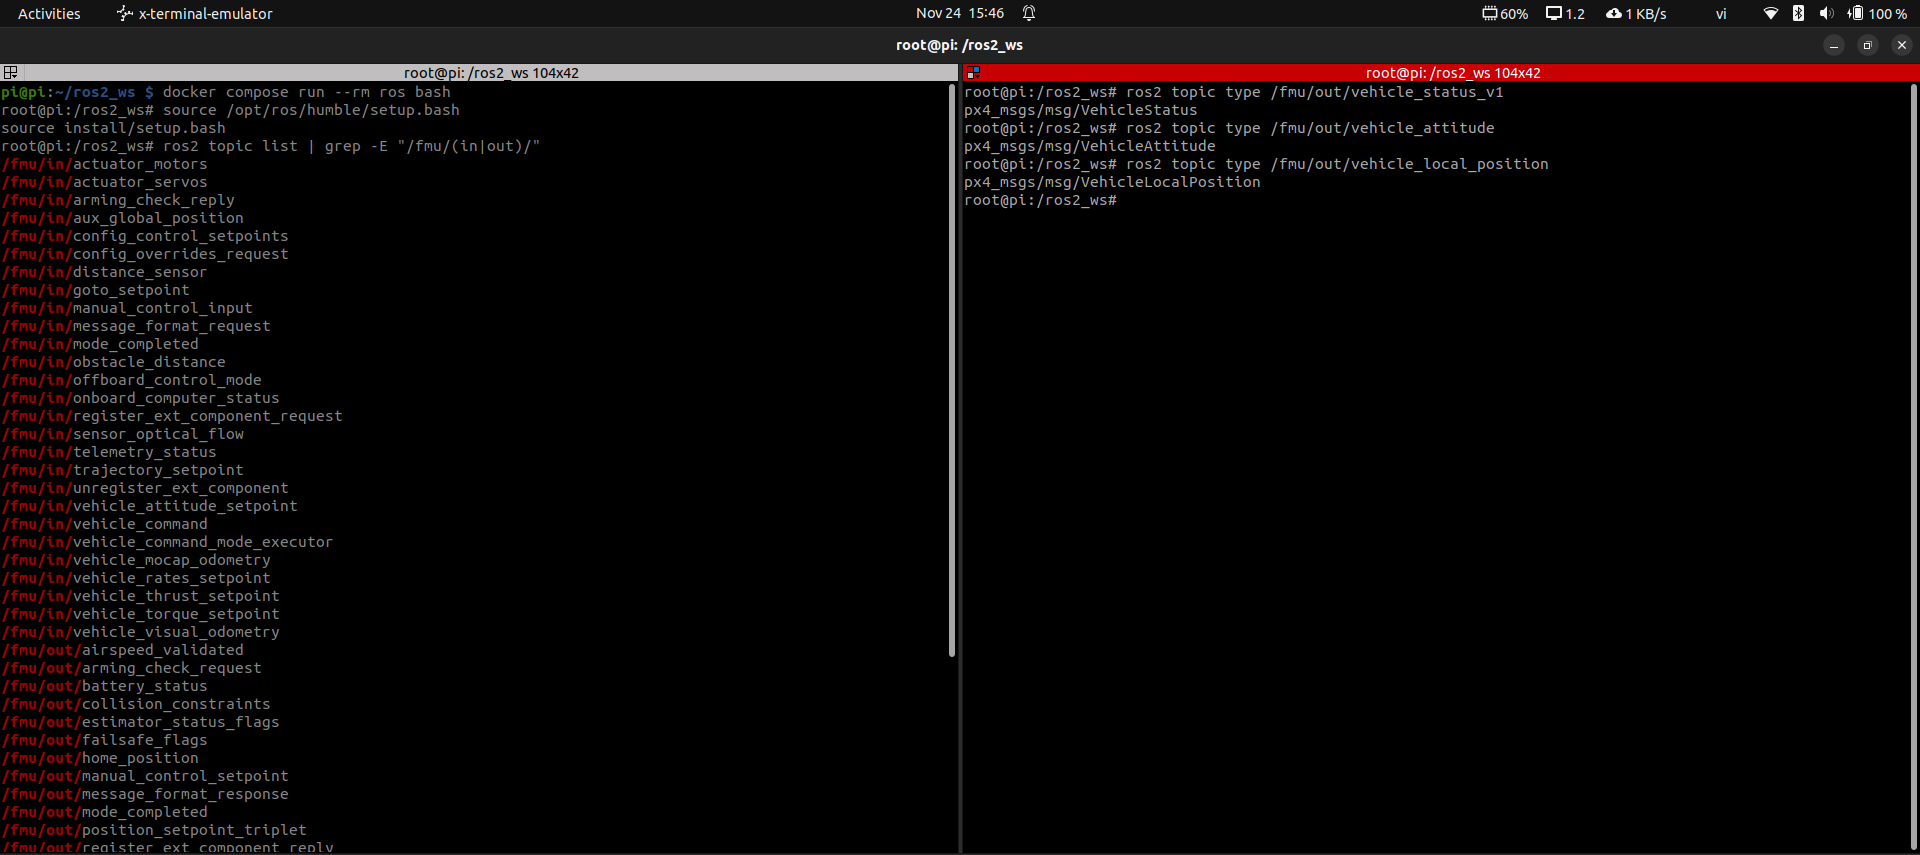 Activities
x-terminal-emulator
Nov 24 15:46
60%
1.2
1 KB/s
vi
100 %
root@pi: /ros2_ws
root@pi: /ros2_ws 104x42
pi@pi:~/ros2_ws $ docker compose run --rm ros bash
root@pi:/ros2_ws# source /opt/ros/humble/setup.bash
source install/setup.bash
root@pi:/ros2_ws# ros2 topic list | grep -E "/fmu/(in|out)/"
/fmu/in/actuator_motors
/fmu/in/actuator_servos
/fmu/in/arming_check_reply
/fmu/in/aux_global_position
/fmu/in/config_control_setpoints
/fmu/in/config_overrides_request
/fmu/in/distance_sensor
/fmu/in/goto_setpoint
/fmu/in/manual_control_input
/fmu/in/message_format_request
/fmu/in/mode_completed
/fmu/in/obstacle_distance
/fmu/in/offboard_control_mode
/fmu/in/onboard_computer_status
/fmu/in/register_ext_component_request
/fmu/in/sensor_optical_flow
/fmu/in/telemetry_status
/fmu/in/trajectory_setpoint
/fmu/in/unregister_ext_component
/fmu/in/vehicle_attitude_setpoint
/fmu/in/vehicle_command
/fmu/in/vehicle_command_mode_executor
/fmu/in/vehicle_mocap_odometry
/fmu/in/vehicle_rates_setpoint
/fmu/in/vehicle_thrust_setpoint
/fmu/in/vehicle_torque_setpoint
/fmu/in/vehicle_visual_odometry
/fmu/out/airspeed_validated
/fmu/out/arming_check_request
/fmu/out/battery_status
/fmu/out/collision_constraints
/fmu/out/estimator_status_flags
/fmu/out/failsafe_flags
/fmu/out/home_position
/fmu/out/manual_control_setpoint
/fmu/out/message_format_response
/fmu/out/mode_completed
/fmu/out/position_setpoint_triplet
/fmu/out/register_ext_component_reply
root@pi: /ros2_ws 104x42
root@pi:/ros2_ws# ros2 topic type /fmu/out/vehicle_status_v1
px4_msgs/msg/VehicleStatus
root@pi:/ros2_ws# ros2 topic type /fmu/out/vehicle_attitude
px4_msgs/msg/VehicleAttitude
root@pi:/ros2_ws# ros2 topic type /fmu/out/vehicle_local_position
px4_msgs/msg/VehicleLocalPosition
root@pi:/ros2_ws#